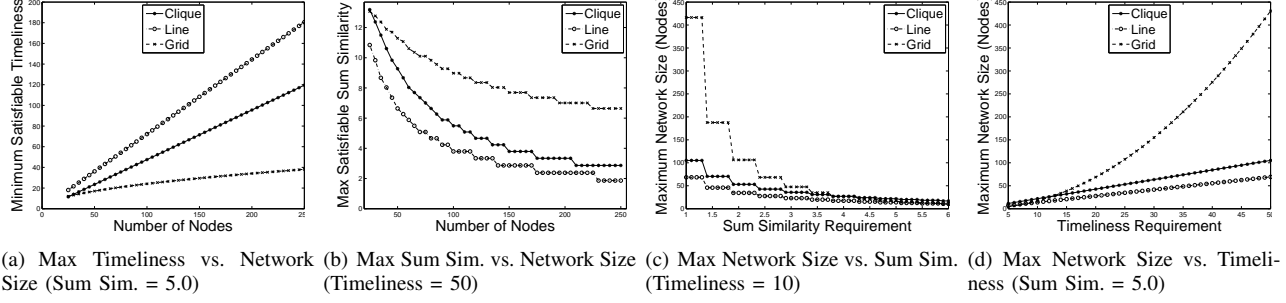 Minimum Satisfiable Timeliness
200
180
160
140
120
100
80
60
40
20
0
0 50 100 150 200 250
Number of Nodes
Clique
Line
Grid
Max Satisfiable Sum Similarity
12
10
8
6
4
2
0
50 100 150 200 250
Number of Nodes
Clique
Line
Grid
Maximum Network Size (Nodes
450
400
350
300
250
200
150
100
50
0
1 1.5 2 2.5 3 3.5 4 4.5 5 5.5 6
Sum Similarity Requirement
Clique
Line
Grid
Maximum Network Size (Nodes
450
400
350
300
250
200
150
100
50
0
5 10 15 20 25 30 35 40 45 50
Timeliness Requirement
Clique
Line
Grid
(a) Max Timeliness vs. Network
Size (Sum Sim. = 5.0)
(b) Max Sum Sim. vs. Network Size
(Timeliness = 50)
(c) Max Network Size vs. Sum Sim.
(Timeliness = 10)
(d) Max Network Size vs. Timeli-
ness (Sum Sim. = 5.0)